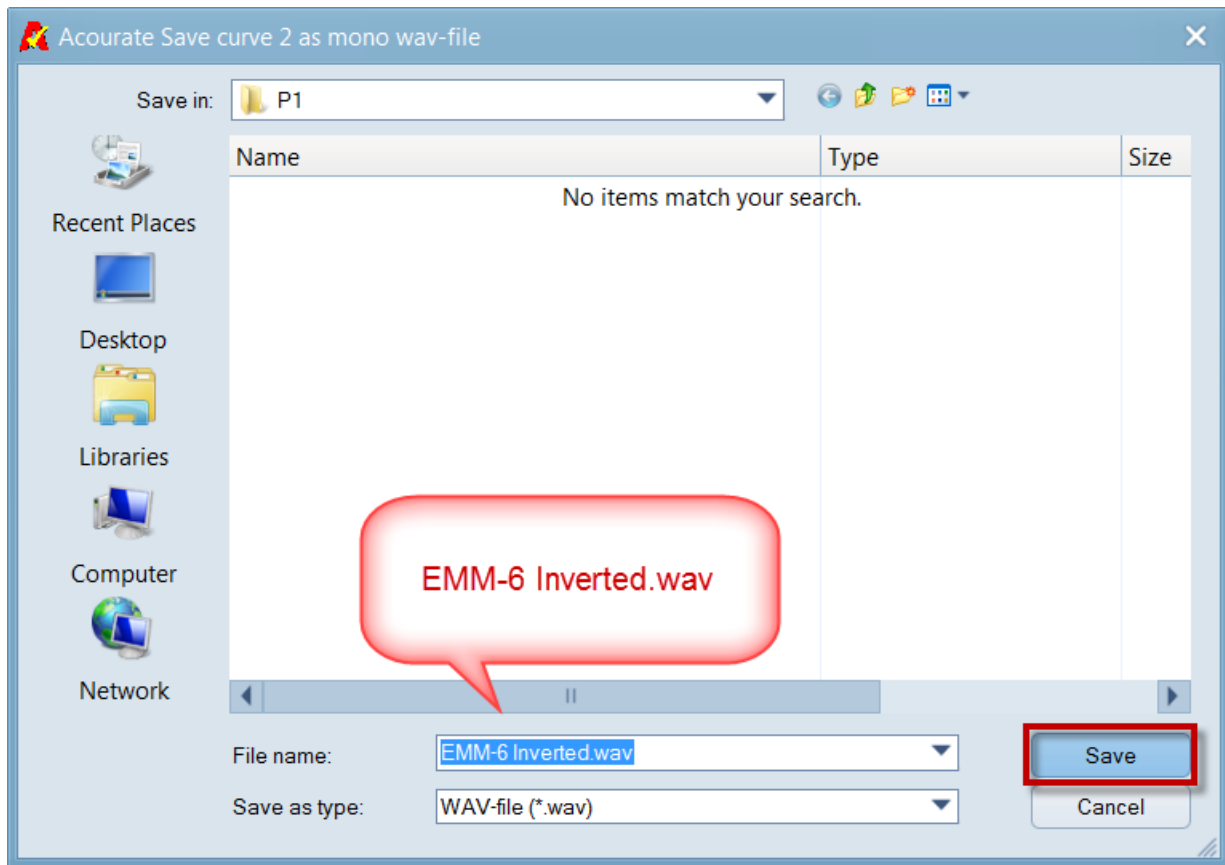 Acourate Save curve 2 as mono wav-file
Save in:
P1
Name Type Size
No items match your search.
Recent Places
Desktop
Libraries
Computer
Network
EMM-6 Inverted.wav
File name:
EMM-6 Inverted.wav
Save
Save as type:
WAV-file (*.wav)
Cancel